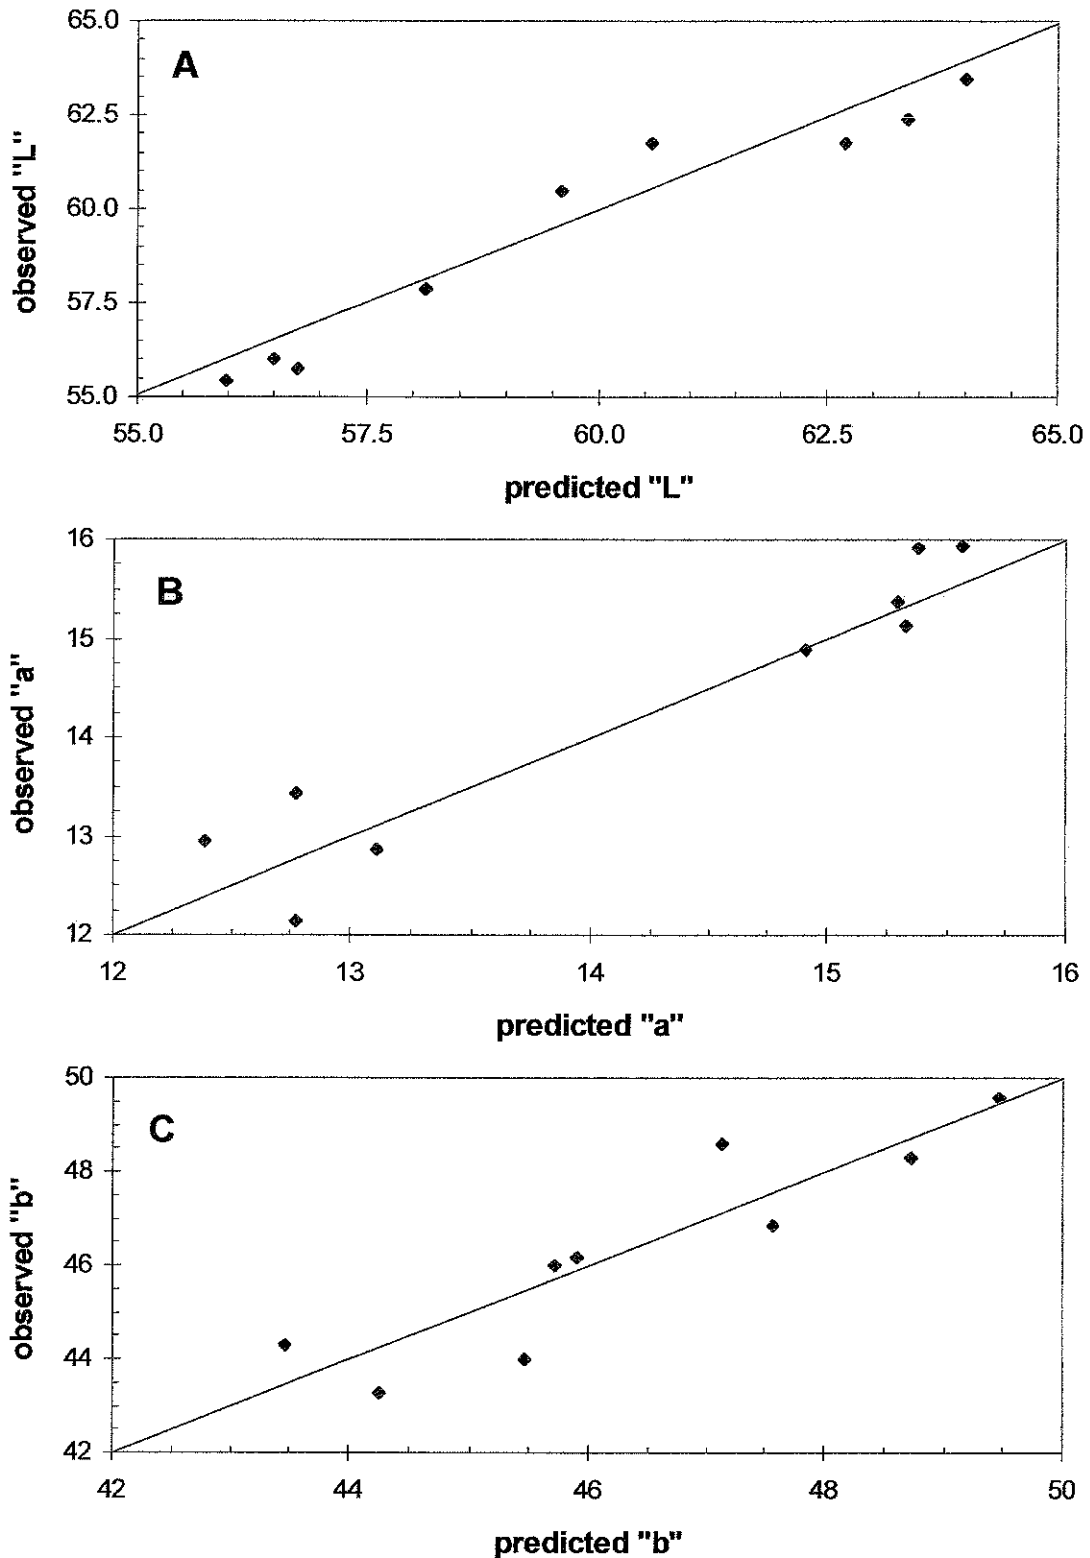 A
observed "L"
65.0
62.5
60.0
57.5
55.0
55.0 57.5 60.0 62.5 65.0
predicted "L"
B
observed "a"
16
15
14
13
12
12 13 14 15 16
predicted "a"
C
observed "b"
50
48
46
44
42
42 44 46 48 50
predicted "b"